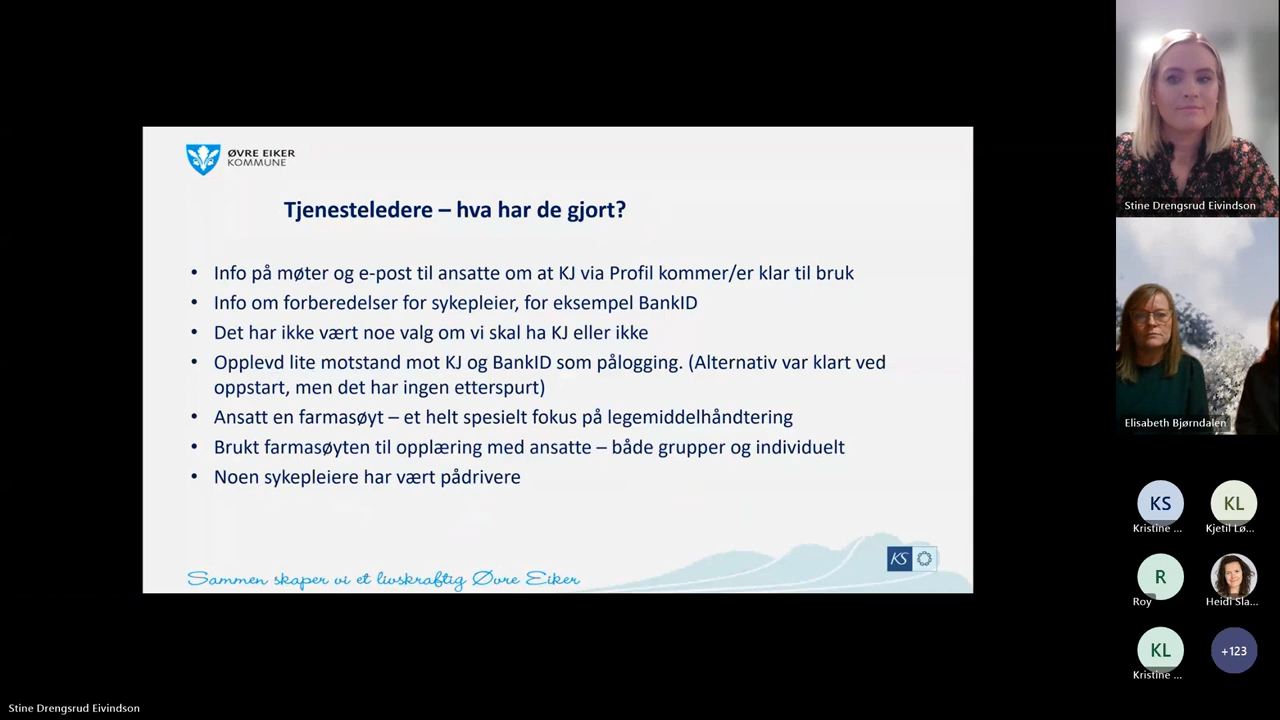 ØVRE EIKER
KOMMUNE
Tjenesteledere – hva har de gjort?
• Info på møter og e-post til ansatte om at KJ via Profil kommer/er klar til bruk
• Info om forberedelser for sykepleier, for eksempel BankID
• Det har ikke vært noe valg om vi skal ha KJ eller ikke
• Opplevd lite motstand mot KJ og BankID som pålogging. (Alternativ var klart ved
oppstart, men det har ingen etterspurt)
• Ansatt en farmasøyt – et helt spesielt fokus på legemiddelhåndtering
• Brukt farmasøyten til opplæring med ansatte – både grupper og individuelt
• Noen sykepleiere har vært pådrivere
Sammen skaper vi et livskraftig Øvre Eiker
KS
Stine Drengsrud Eivindson
Elisabeth Bjørndalen
KS
KL
Kristine ...
Kjetil Lø...
R
Roy
Heidi Sla...
KL
+123
Kristine ...
Stine Drengsrud Eivindson